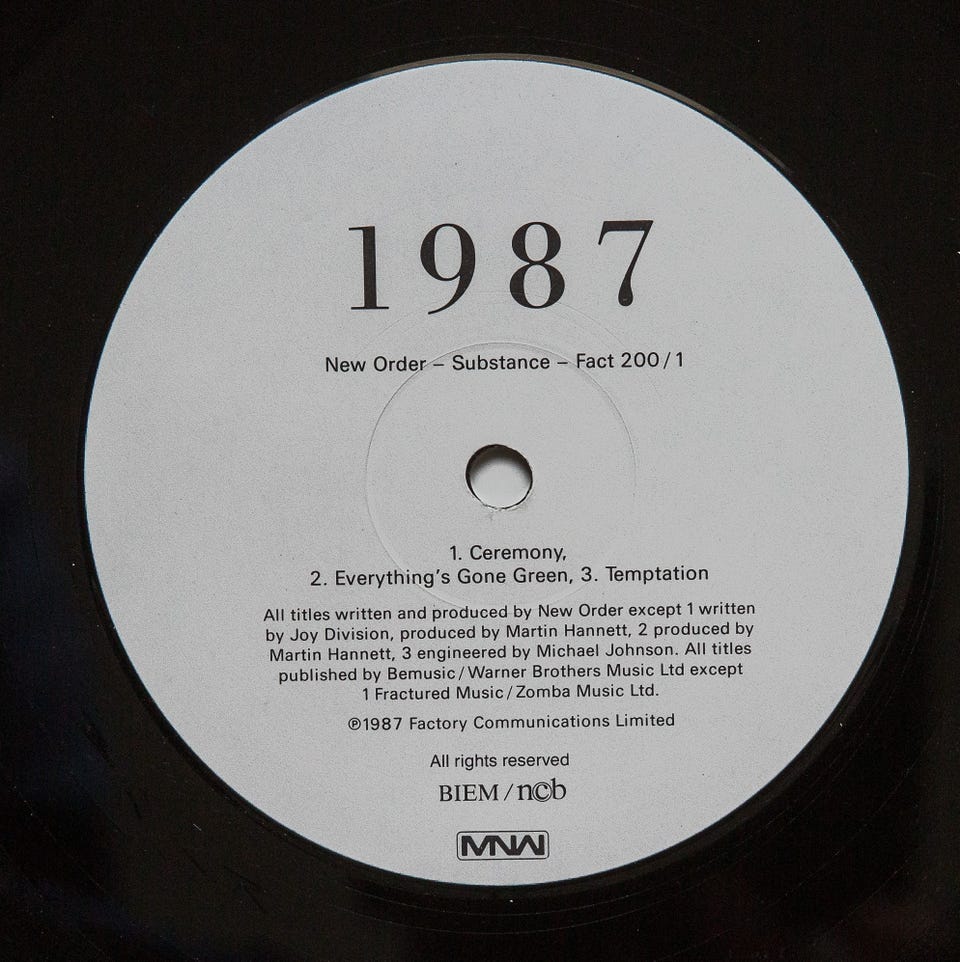 1987
New Order – Substance – Fact 200/1
1. Ceremony,
2. Everything's Gone Green, 3. Temptation
All titles written and produced by New Order except 1 written
by Joy Division, produced by Martin Hannett, 2 produced by
Martin Hannett, 3 engineered by Michael Johnson. All titles
published by Bemusic/Warner Brothers Music Ltd except
1 Fractured Music/Zomba Music Ltd.
℗1987 Factory Communications Limited
All rights reserved
BIEM/n©b
MNW